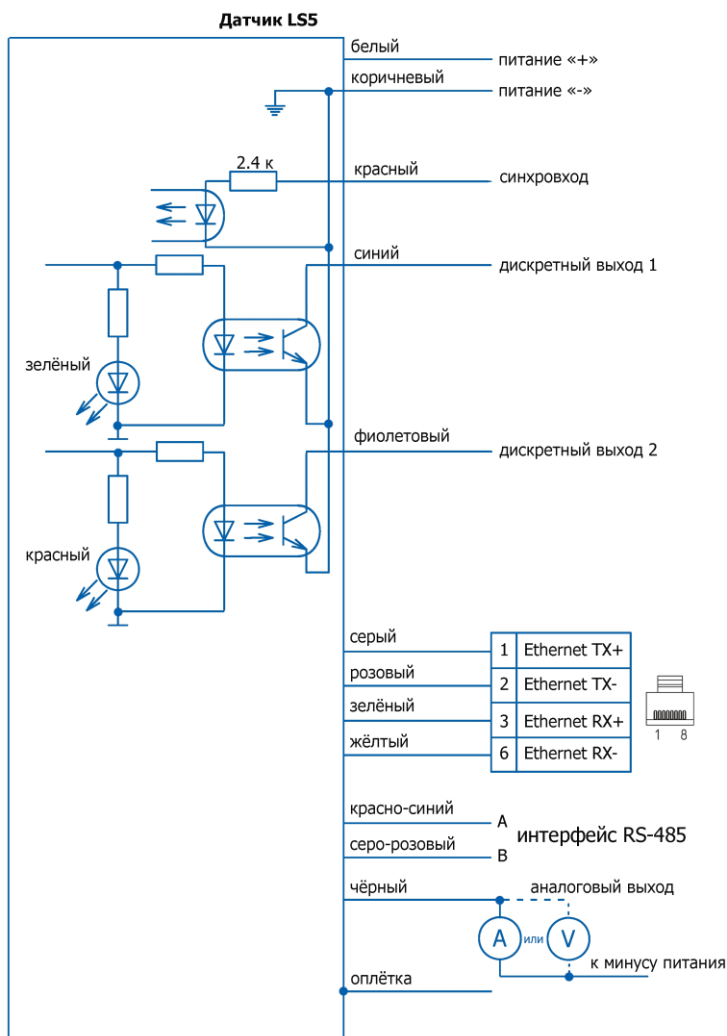 Датчик LS5
белый
питание «+»
коричневый
питание «-»
2.4 к
красный
синхровход
синий
дискретный выход 1
зелёный
фиолетовый
дискретный выход 2
красный
серый
1 Ethernet TX+
розовый
2 Ethernet TX-
зелёный
3 Ethernet RX+
жёлтый
6 Ethernet RX-
1 8
красно-синий
A
интерфейс RS-485
серо-розовый
B
чёрный
аналоговый выход
A или V
к минусу питания
оплётка